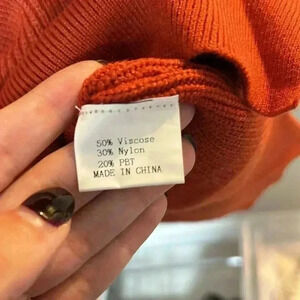 50% Viscose
30% Nylon
20% PBT
MADE IN CHINA